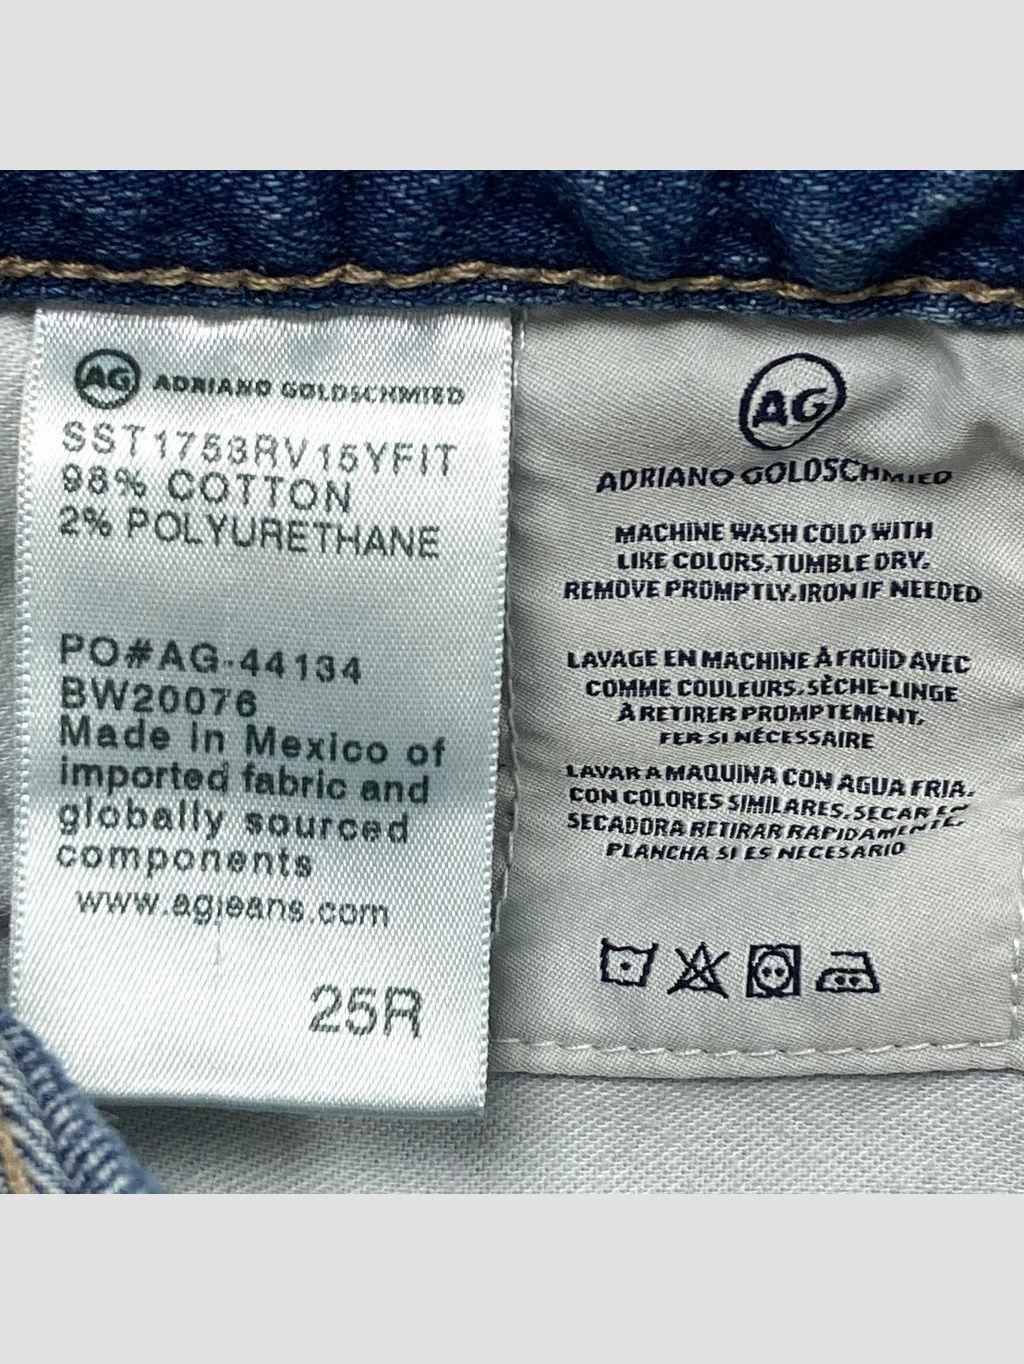 AG ADRIANO GOLDSCHMIED
SST1753RV15YFIT
98% COTTON
2% POLYURETHANE
PO#AG-44134
BW20076
Made in Mexico of
imported fabric and
globally sourced
components
www.agjeans.com
25R
AG
ADRIANO GOLDSCHMIED
MACHINE WASH COLD WITH
LIKE COLORS, TUMBLE DRY.
REMOVE PROMPTLY, IRON IF NEEDED
LAVAGE EN MACHINE À FROID AVEC
COMME COULEURS, SÈCHE-LINGE
À RETIRER PROMPTEMENT,
FER SI NÉCESSAIRE
LAVAR A MAQUINA CON AGUA FRIA.
CON COLORES SIMILARES, SECAR EN
SECADORA RETIRAR RAPIDAMENTE.
PLANCHA SI ES NECESARIO